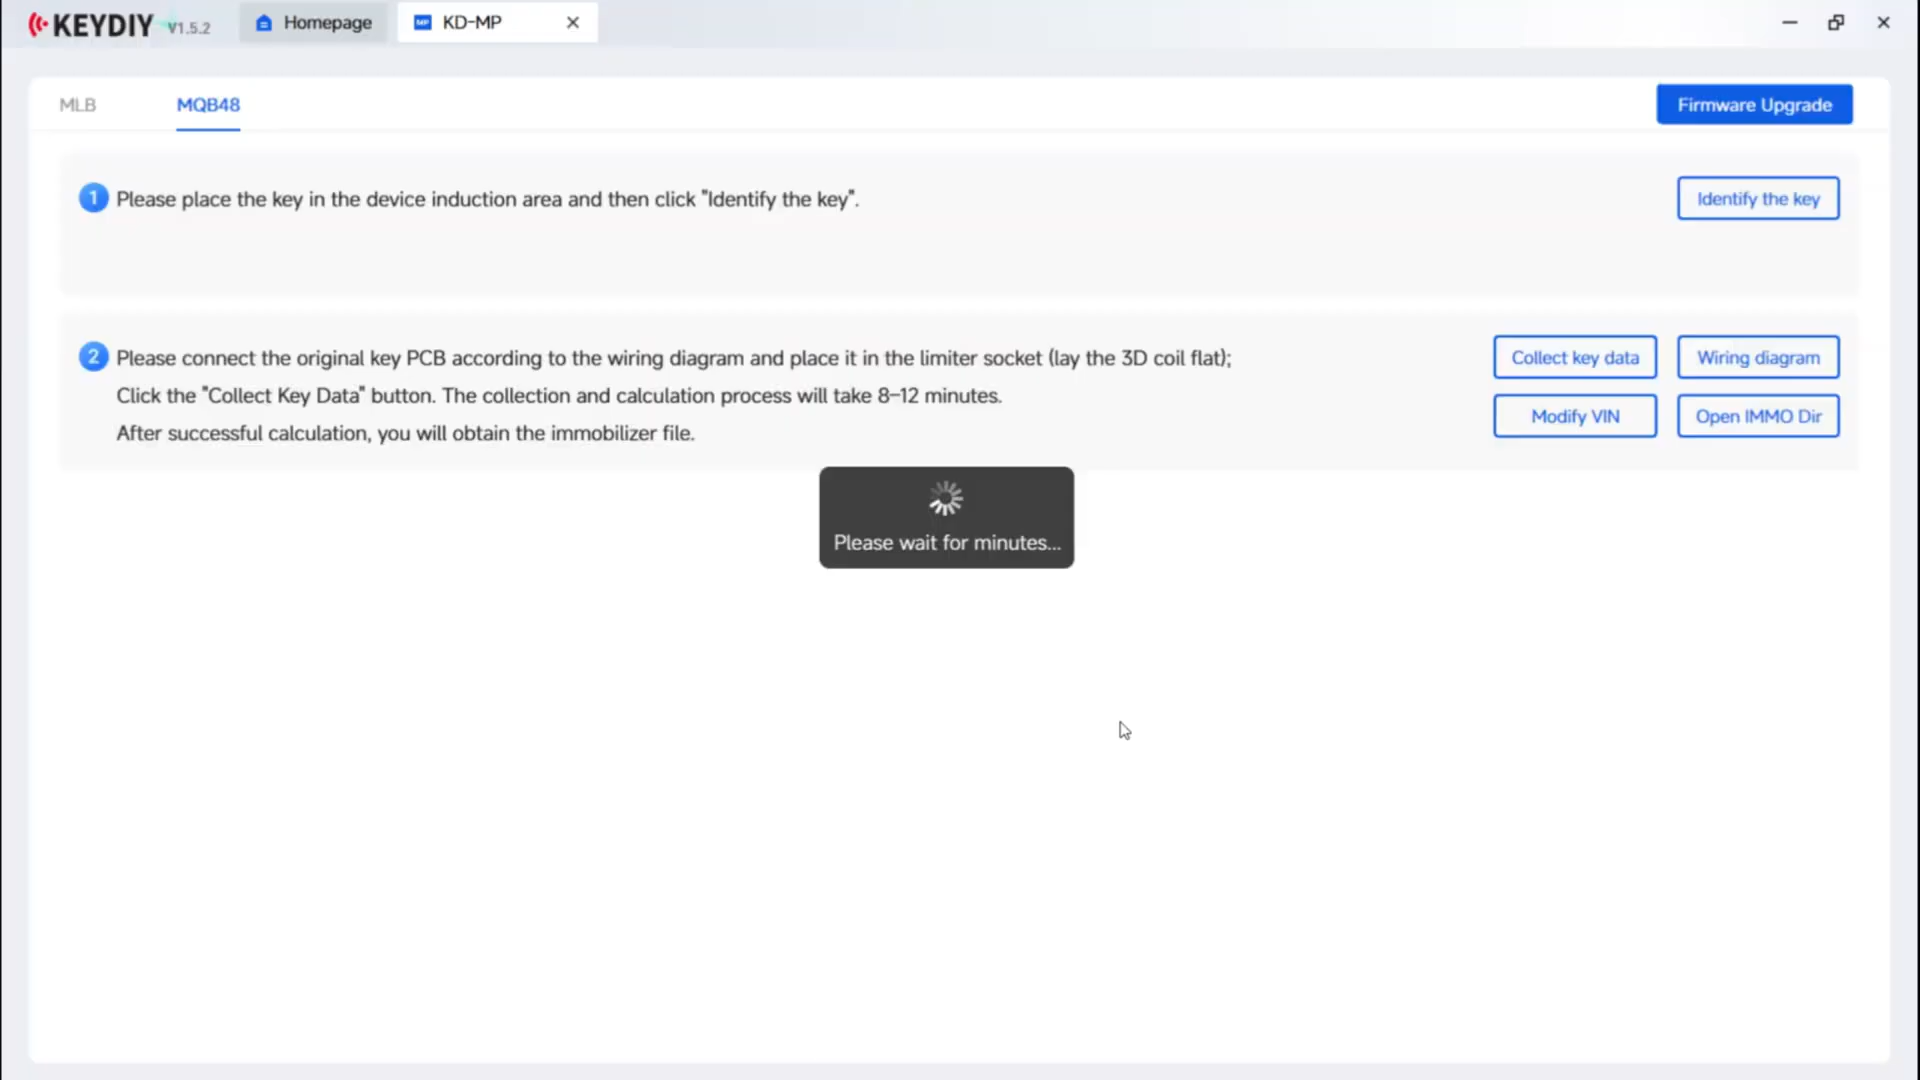 KEYDIY V1.5.2
Homepage
MP KD-MP
MLB
MQB48
Firmware Upgrade
1 Please place the key in the device induction area and then click "Identify the key".
Identify the key
2 Please connect the original key PCB according to the wiring diagram and place it in the limiter socket (lay the 3D coil flat);
Click the "Collect Key Data" button. The collection and calculation process will take 8-12 minutes.
After successful calculation, you will obtain the immobilizer file.
Collect key data
Wiring diagram
Modify VIN
Open IMMO Dir
Please wait for minutes...